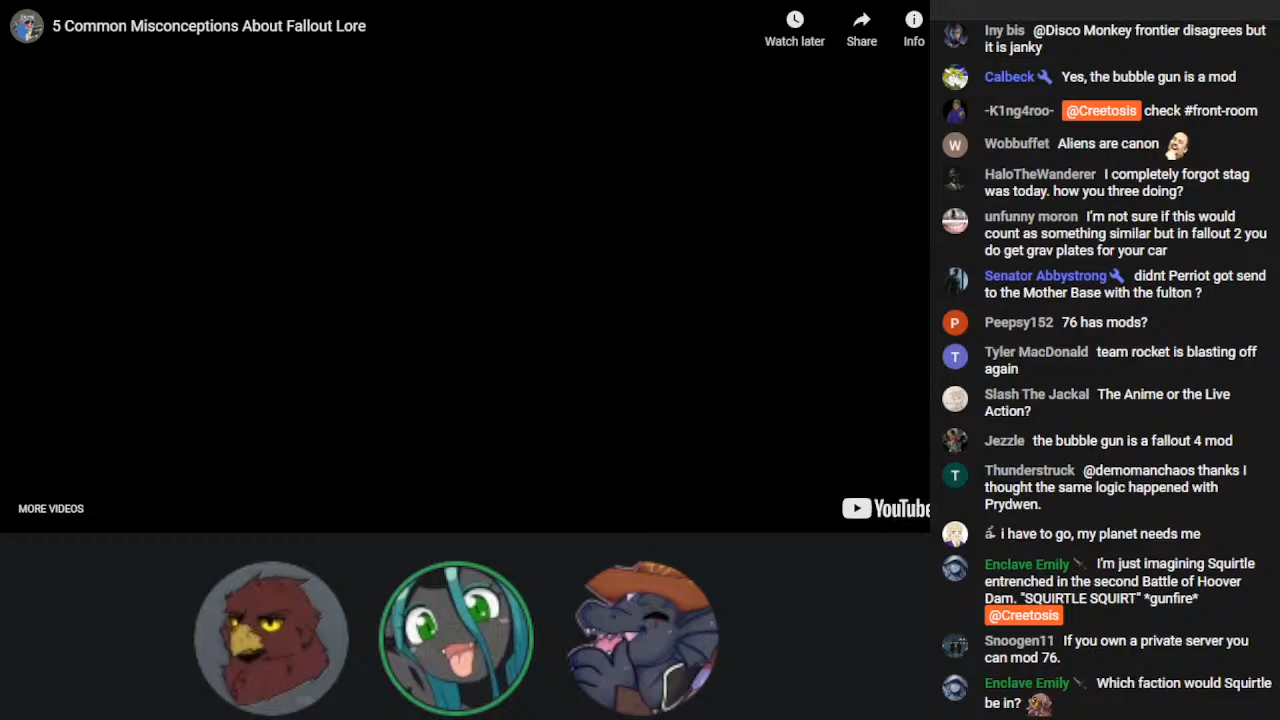 5 Common Misconceptions About Fallout Lore
Watch later
Share
Info
MORE VIDEOS
YouTube
Iny bis @Disco Monkey frontier disagrees but
it is janky
Calbeck Yes, the bubble gun is a mod
-K1ng4roo- @Creetosis check #front-room
W
Wobbuffet Aliens are canon
HaloTheWanderer I completely forgot stag
was today. how you three doing?
unfunny moron I'm not sure if this would
count as something similar but in fallout 2 you
do get grav plates for your car
Senator Abbystrong didnt Perriot got send
to the Mother Base with the fulton ?
P
Peepsy152 76 has mods?
T
Tyler MacDonald team rocket is blasting off
again
Slash The Jackal The Anime or the Live
Action?
Jezzle the bubble gun is a fallout 4 mod
T
Thunderstruck @demomanchaos thanks I
thought the same logic happened with
Prydwen.
i have to go, my planet needs me
Enclave Emily I'm just imagining Squirtle
entrenched in the second Battle of Hoover
Dam. "SQUIRTLE SQUIRT" *gunfire*
@Creetosis
Snoogen11 If you own a private server you
can mod 76.
Enclave Emily Which faction would Squirtle
be in?